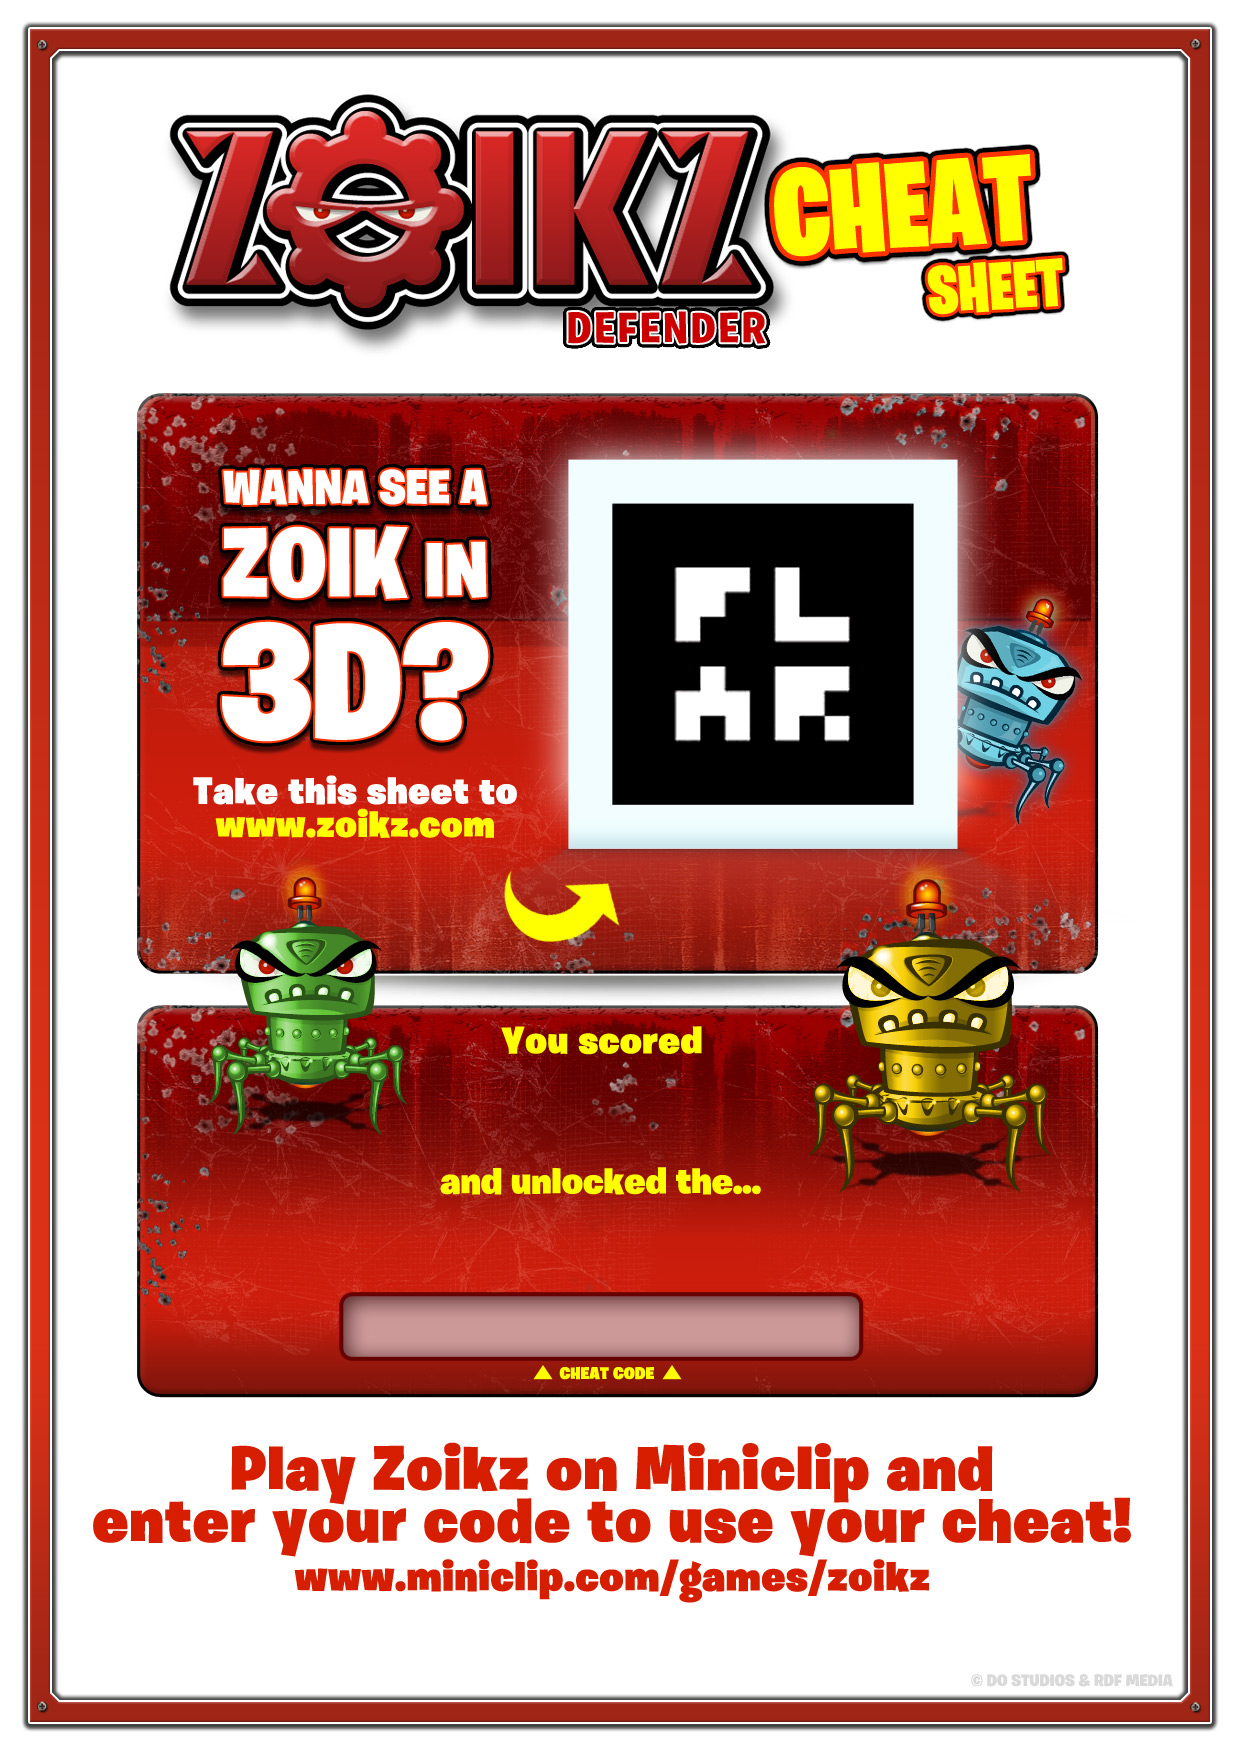 ZOIKZ
DEFENDER
CHEAT
SHEET
WANNA SEE A
ZOIK IN
3D?
Take this sheet to
www.zoikz.com
FL
AR
You scored
and unlocked the...
CHEAT CODE
Play Zoikz on Miniclip and
enter your code to use your cheat!
www.miniclip.com/games/zoikz
© DO STUDIOS & RDF MEDIA